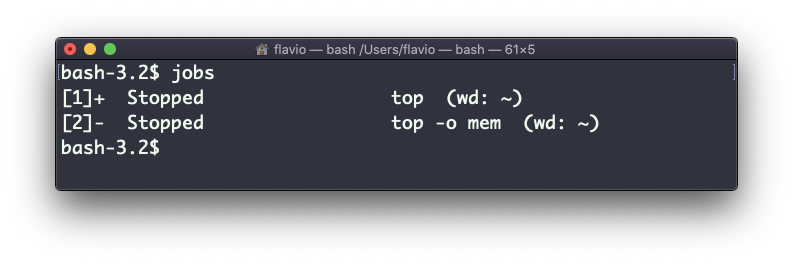 flavio — bash /Users/flavio — bash — 61×5
bash-3.2$ jobs
[1]+  Stopped                 top  (wd: ~)
[2]-  Stopped                 top -o mem  (wd: ~)
bash-3.2$